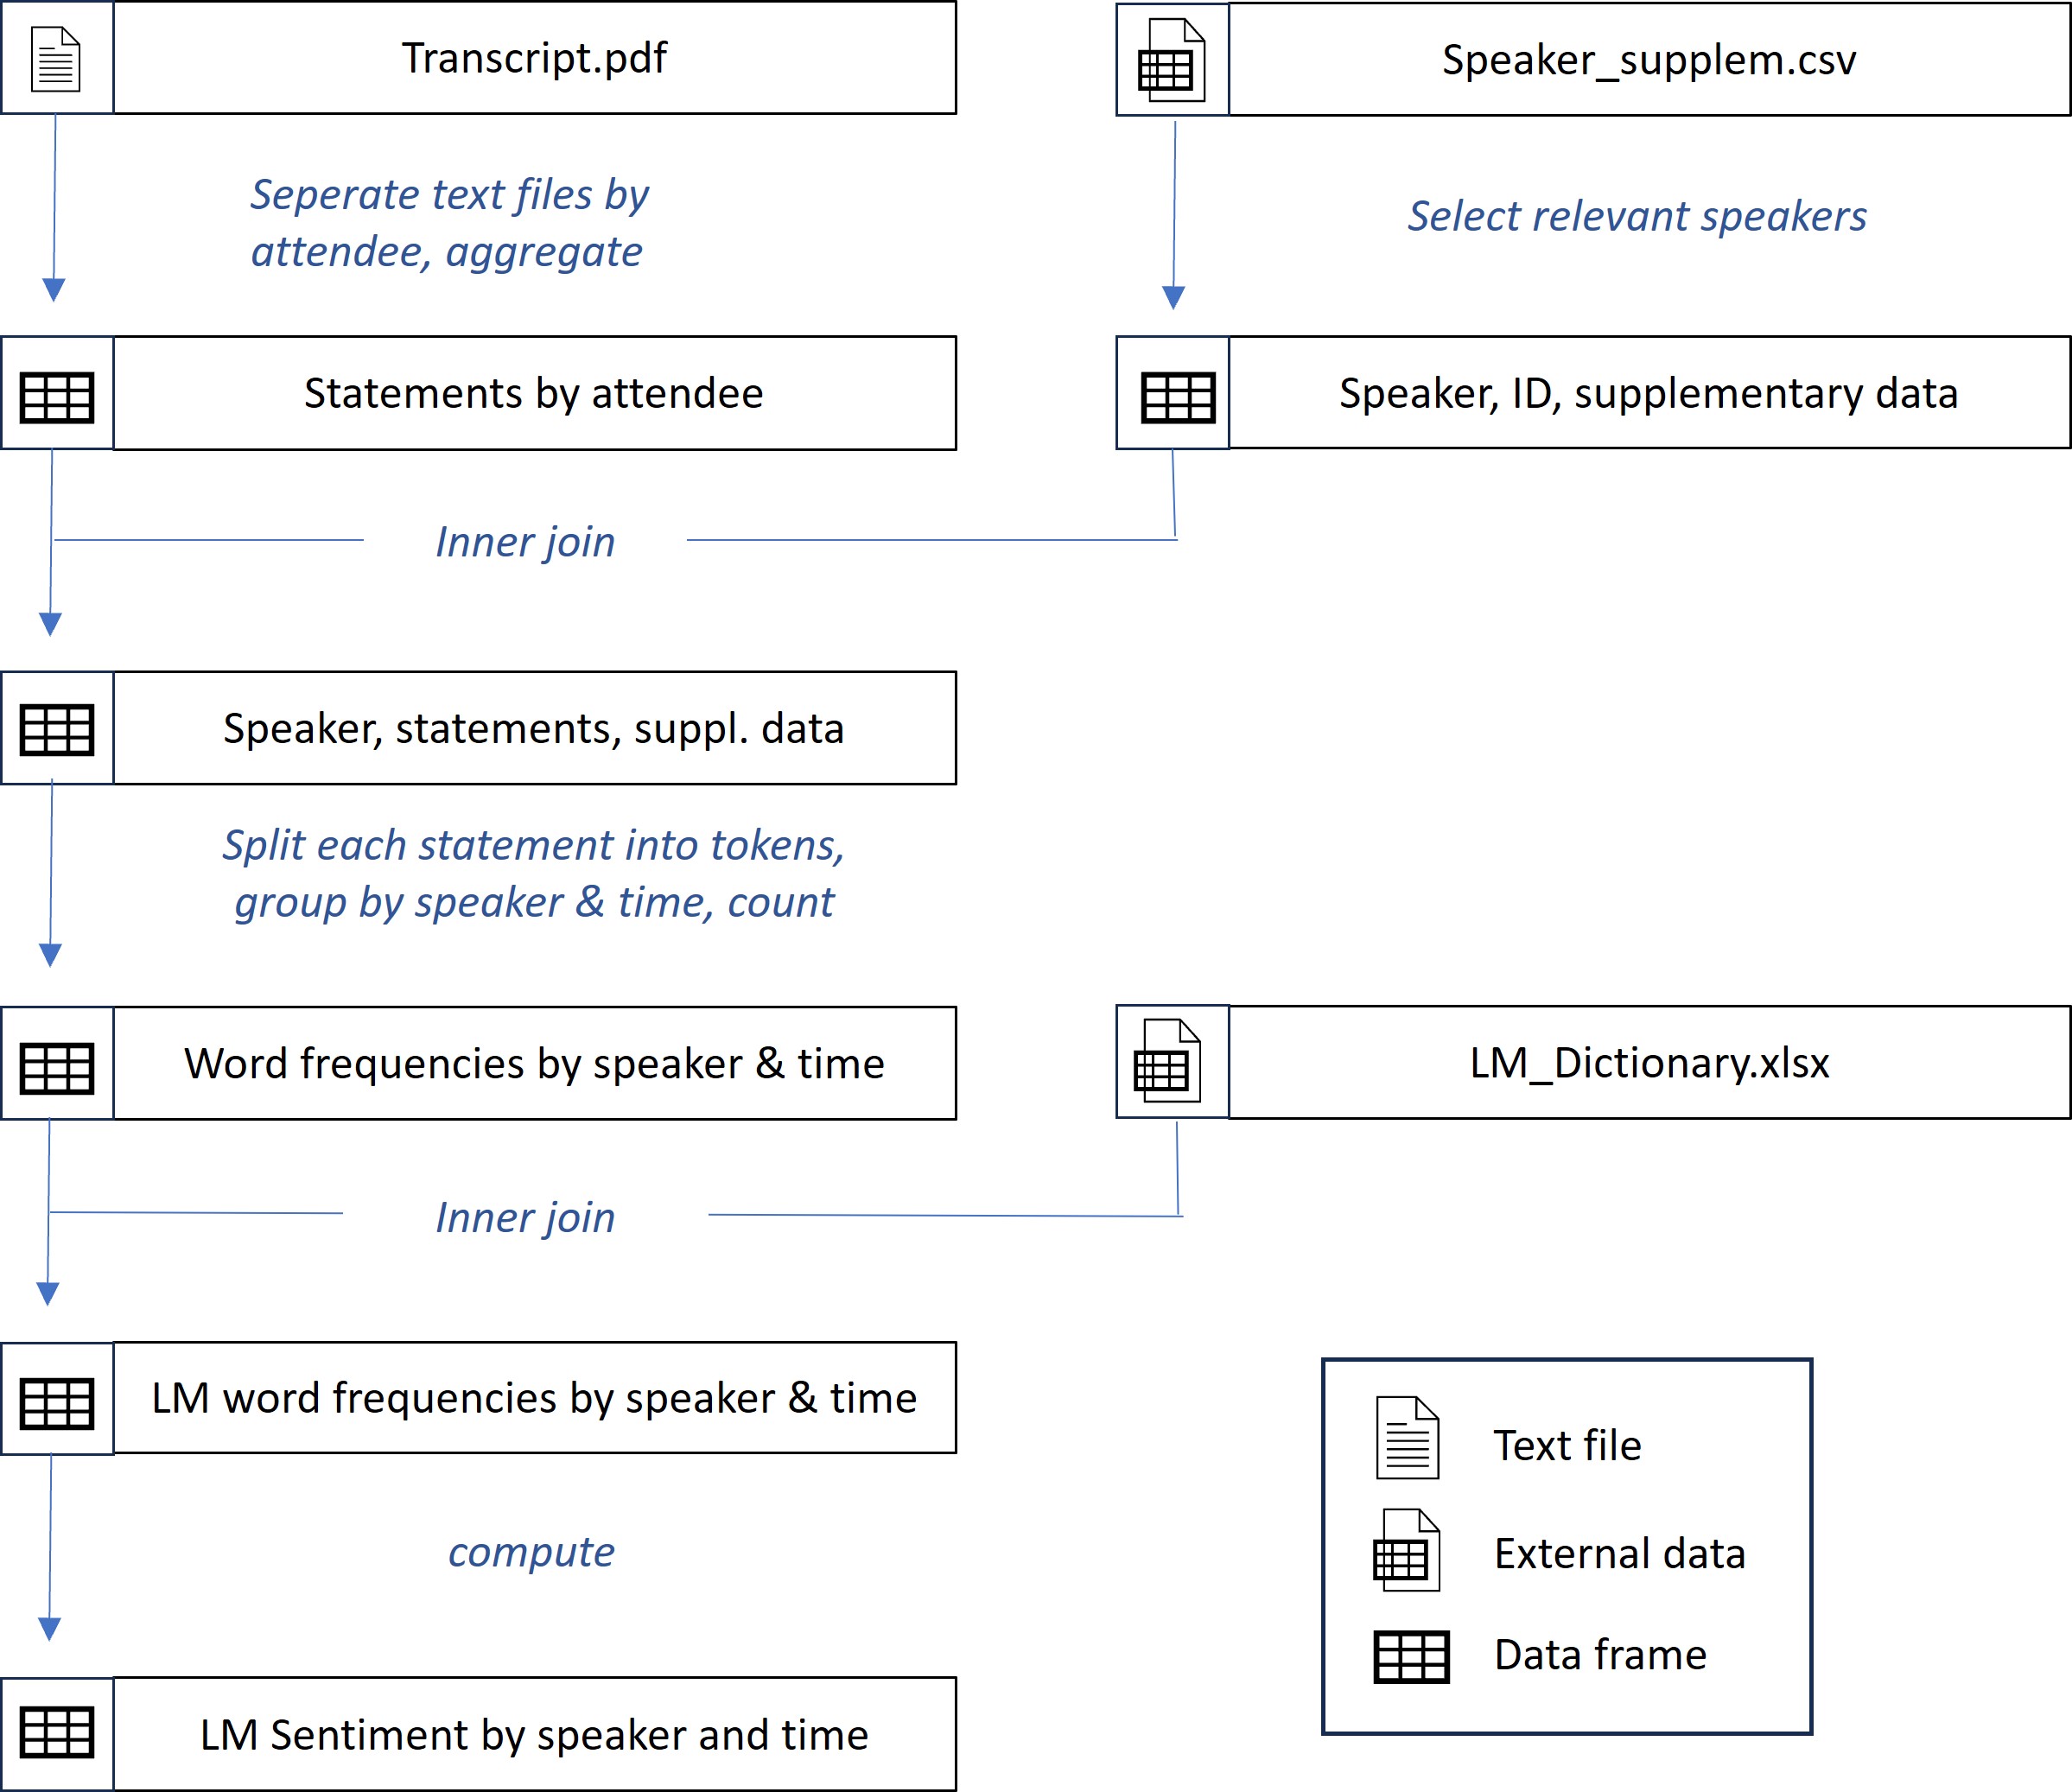 Transcript.pdf
Speaker_supplem.csv
Seperate text files by
attendee, aggregate
Select relevant speakers
Statements by attendee
Speaker, ID, supplementary data
Inner join
Speaker, statements, suppl. data
Split each statement into tokens,
group by speaker & time, count
Word frequencies by speaker & time
LM_Dictionary.xlsx
Inner join
LM word frequencies by speaker & time
compute
LM Sentiment by speaker and time
Text file
External data
Data frame